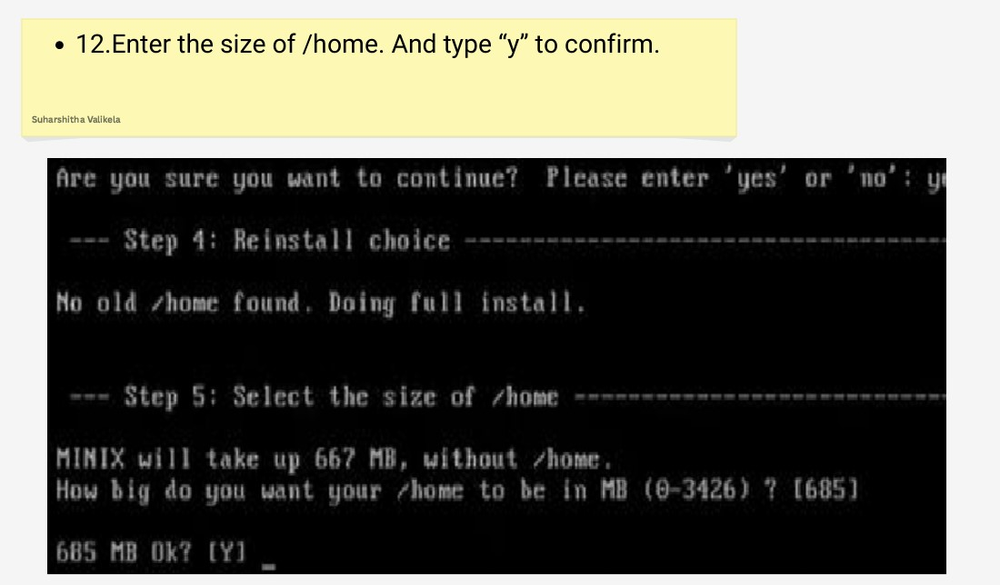 • 12.Enter the size of /home. And type “y” to confirm.
Suharshitha Valikela
Are you sure you want to continue?  Please enter 'yes' or 'no': ye
--- Step 4: Reinstall choice -----------------------------------
No old /home found. Doing full install.
--- Step 5: Select the size of /home ---------------------------
MINIX will take up 667 MB, without /home.
How big do you want your /home to be in MB (0-3426) ? [685]
685 MB Ok? [Y] _